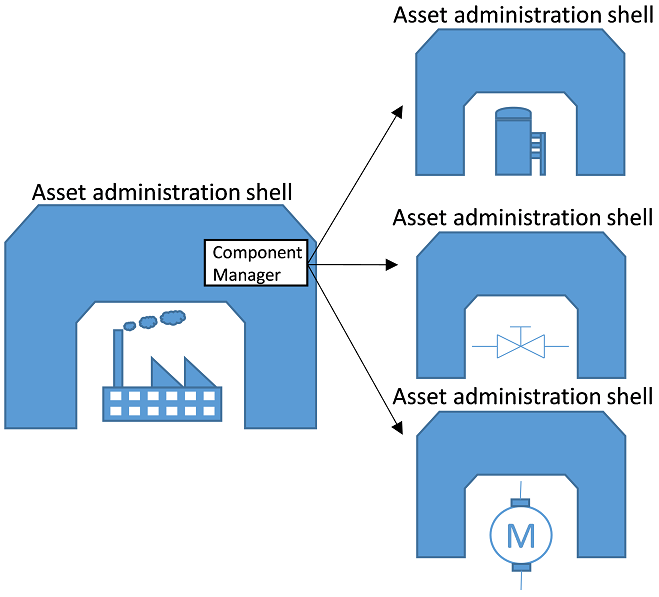 Asset administration shell
Asset administration shell
Component
Manager
Asset administration shell
Asset administration shell
M